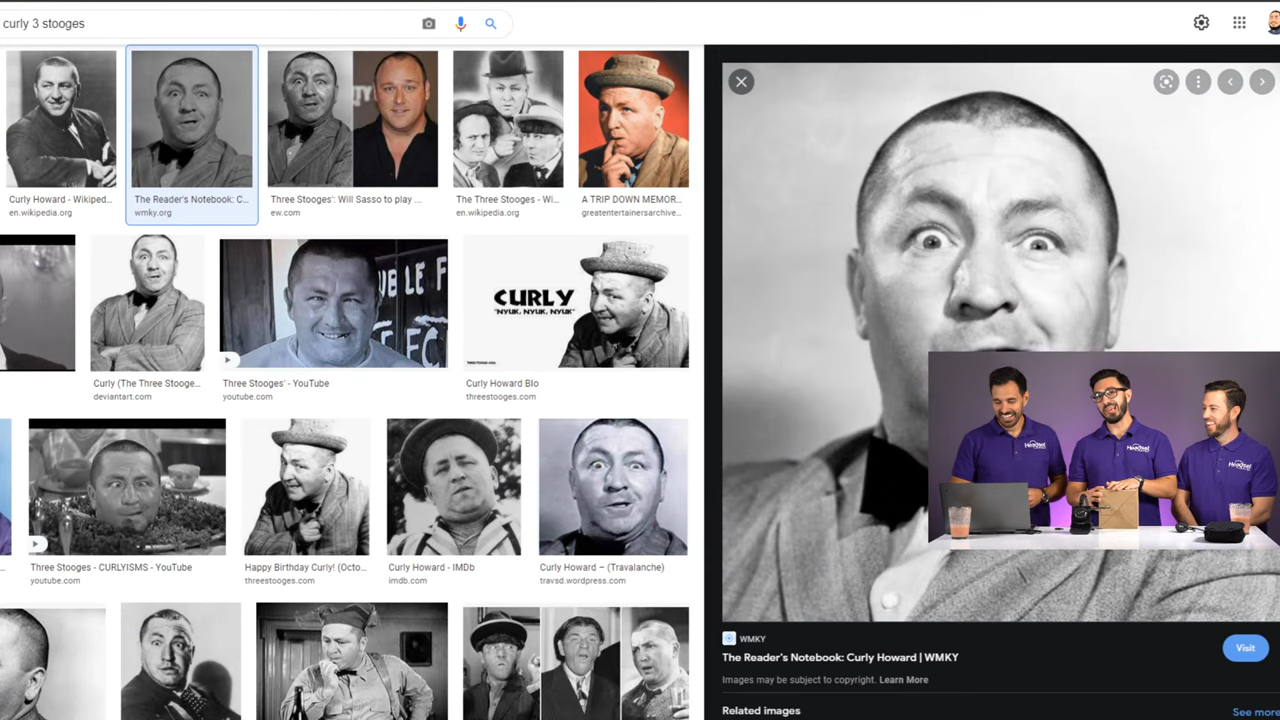 curly 3 stooges
Curly Howard - Wikiped...
en.wikipedia.org
The Reader's Notebook: C...
wmky.org
Three Stooges': Will Sasso to play ...
ew.com
The Three Stooges - Wi...
en.wikipedia.org
A TRIP DOWN MEMOR...
greatentertainersarchive...
UBLE F
EC
CURLY
"NYUK, NYUK, NYUK"
Curly (The Three Stooge...
deviantart.com
Three Stooges' - YouTube
youtube.com
Curly Howard BIo
threestooges.com
Three Stooges - CURLYISMS - YouTube
youtube.com
Happy Birthday Curly! (Octo...
threestooges.com
Curly Howard - IMDb
imdb.com
Curly Howard – (Travalanche)
travsd.wordpress.com
Headset
Headset
Headset
WMKY
The Reader's Notebook: Curly Howard | WMKY
Visit
Images may be subject to copyright. Learn More
Related images
See more